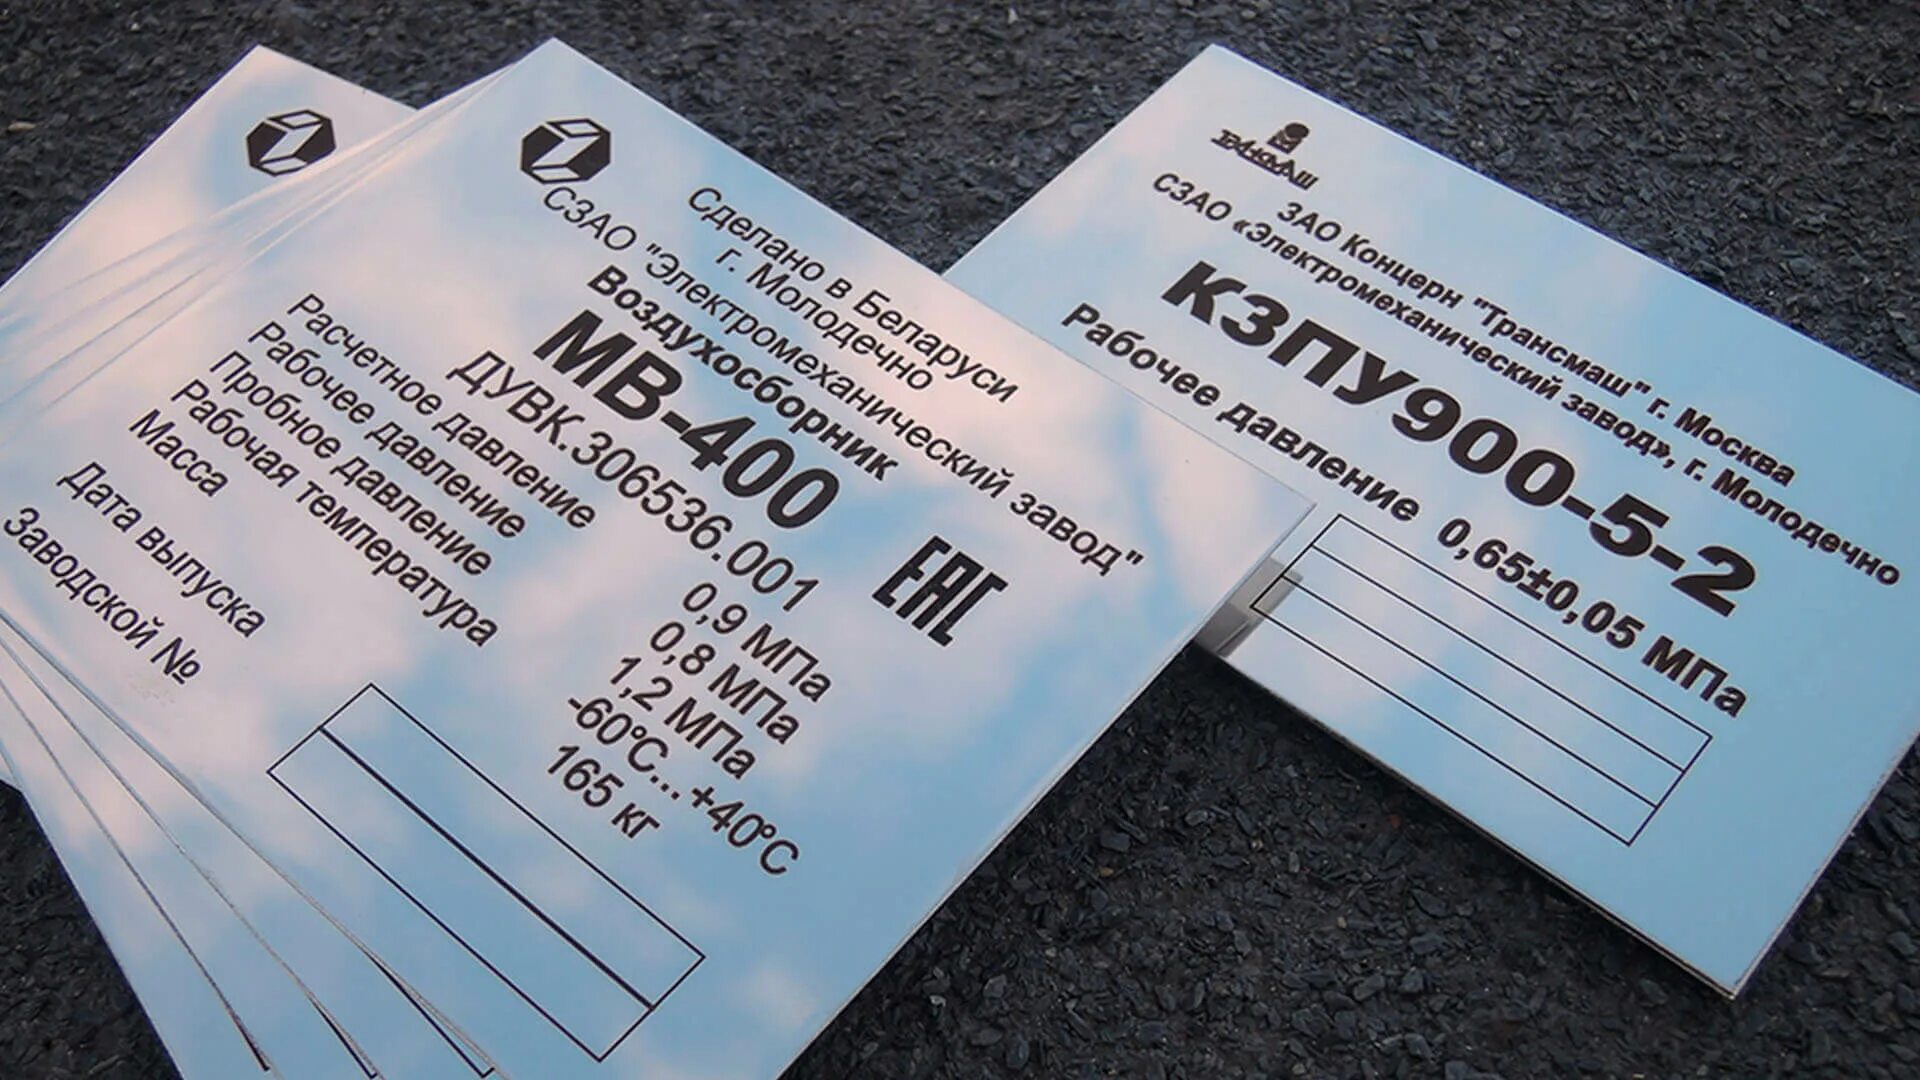 Сделано в Беларуси
г. Молодечно
СЗАО "Электромеханический завод"
Воздухосборник
МВ-400
ДУВК.306536.001
Расчетное давление 0,9 МПа
Рабочее давление 0,8 МПа
Пробное давление 1,2 МПа
Рабочая температура -60°С...+40°С
Масса 165 кг
ЕАС
Дата выпуска
Заводской №
ТРАНСМАШ
ЗАО Концерн "Трансмаш" г. Москва
СЗАО «Электромеханический завод», г. Молодечно
КЗПУ900-5-2
Рабочее давление 0,65±0,05 МПа